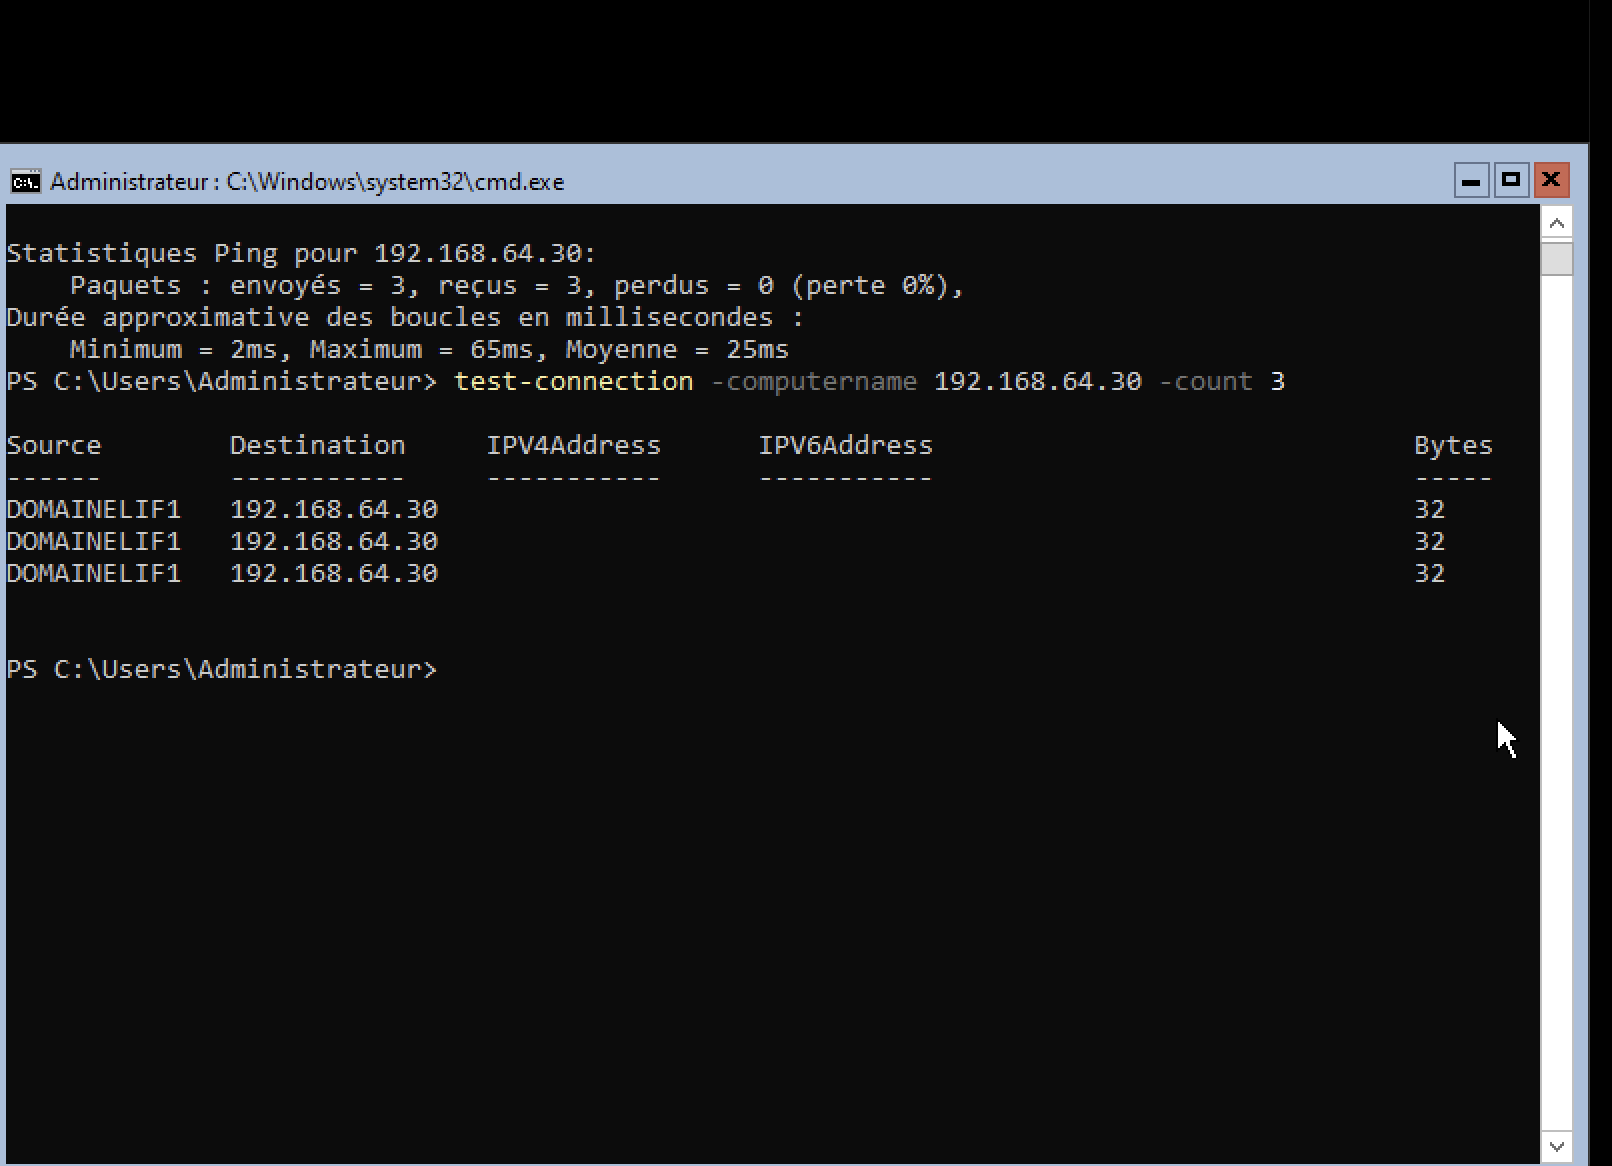 Administrateur : C:\Windows\system32\cmd.exe
Statistiques Ping pour 192.168.64.30:
    Paquets : envoyés = 3, reçus = 3, perdus = 0 (perte 0%),
Durée approximative des boucles en millisecondes :
    Minimum = 2ms, Maximum = 65ms, Moyenne = 25ms
PS C:\Users\Administrateur> test-connection -computername 192.168.64.30 -count 3
Source        Destination     IPV4Address      IPV6Address                              Bytes
------        -----------     -----------      -----------                              -----
DOMAINELIF1   192.168.64.30                                                             32
DOMAINELIF1   192.168.64.30                                                             32
DOMAINELIF1   192.168.64.30                                                             32
PS C:\Users\Administrateur>